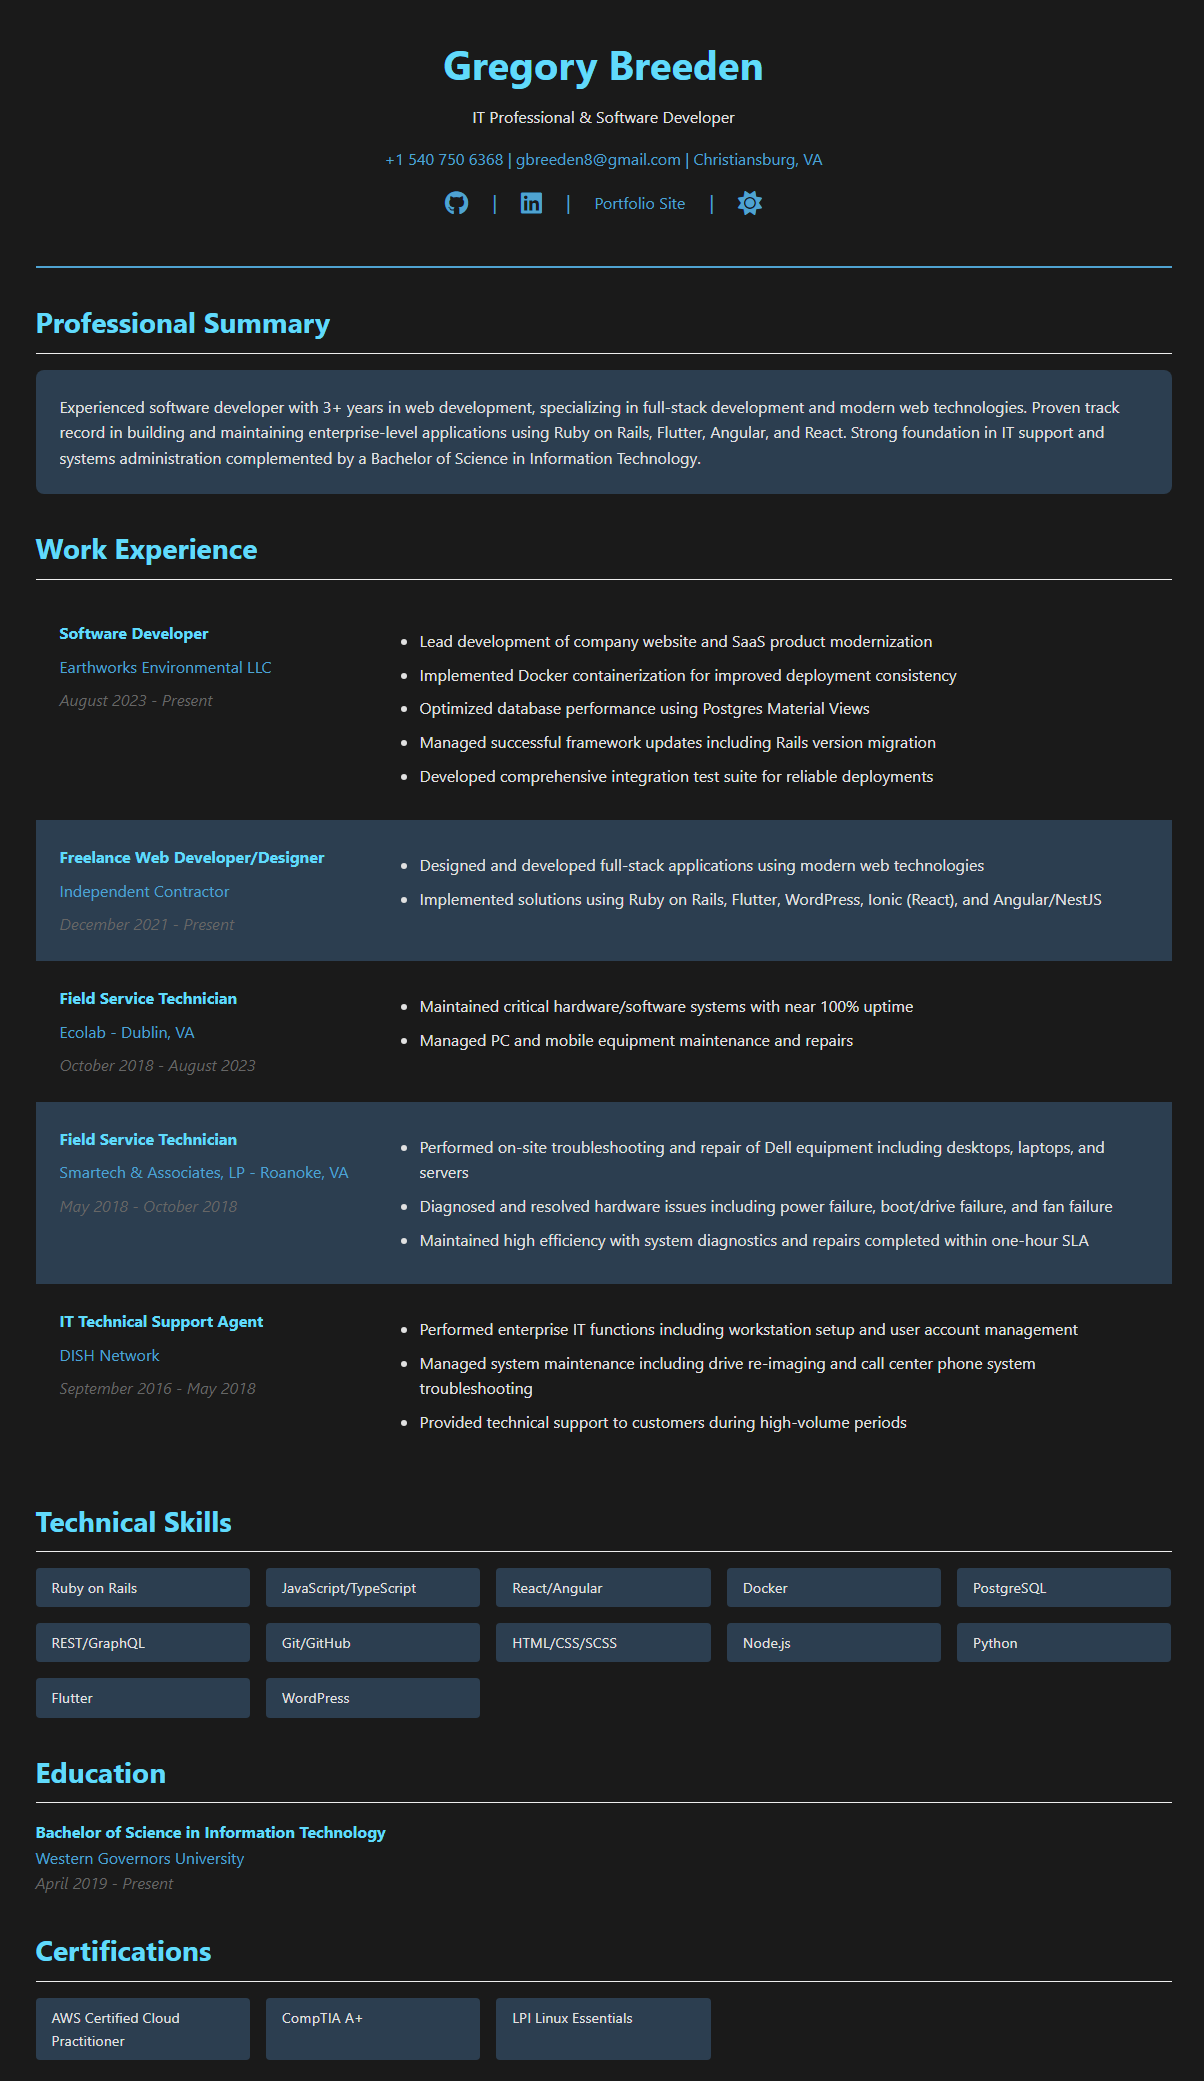 Gregory Breeden
IT Professional & Software Developer
+1 540 750 6368 | gbreeden8@gmail.com | Christiansburg, VA
| | Portfolio Site |
Professional Summary
Experienced software developer with 3+ years in web development, specializing in full-stack development and modern web technologies. Proven track
record in building and maintaining enterprise-level applications using Ruby on Rails, Flutter, Angular, and React. Strong foundation in IT support and
systems administration complemented by a Bachelor of Science in Information Technology.
Work Experience
Software Developer
Earthworks Environmental LLC
August 2023 - Present
• Lead development of company website and SaaS product modernization
• Implemented Docker containerization for improved deployment consistency
• Optimized database performance using Postgres Material Views
• Managed successful framework updates including Rails version migration
• Developed comprehensive integration test suite for reliable deployments
Freelance Web Developer/Designer
Independent Contractor
December 2021 - Present
• Designed and developed full-stack applications using modern web technologies
• Implemented solutions using Ruby on Rails, Flutter, WordPress, Ionic (React), and Angular/NestJS
Field Service Technician
Ecolab - Dublin, VA
October 2018 - August 2023
• Maintained critical hardware/software systems with near 100% uptime
• Managed PC and mobile equipment maintenance and repairs
Field Service Technician
Smartech & Associates, LP - Roanoke, VA
May 2018 - October 2018
• Performed on-site troubleshooting and repair of Dell equipment including desktops, laptops, and
servers
• Diagnosed and resolved hardware issues including power failure, boot/drive failure, and fan failure
• Maintained high efficiency with system diagnostics and repairs completed within one-hour SLA
IT Technical Support Agent
DISH Network
September 2016 - May 2018
• Performed enterprise IT functions including workstation setup and user account management
• Managed system maintenance including drive re-imaging and call center phone system
troubleshooting
• Provided technical support to customers during high-volume periods
Technical Skills
Ruby on Rails
JavaScript/TypeScript
React/Angular
Docker
PostgreSQL
REST/GraphQL
Git/GitHub
HTML/CSS/SCSS
Node.js
Python
Flutter
WordPress
Education
Bachelor of Science in Information Technology
Western Governors University
April 2019 - Present
Certifications
AWS Certified Cloud
Practitioner
CompTIA A+
LPI Linux Essentials